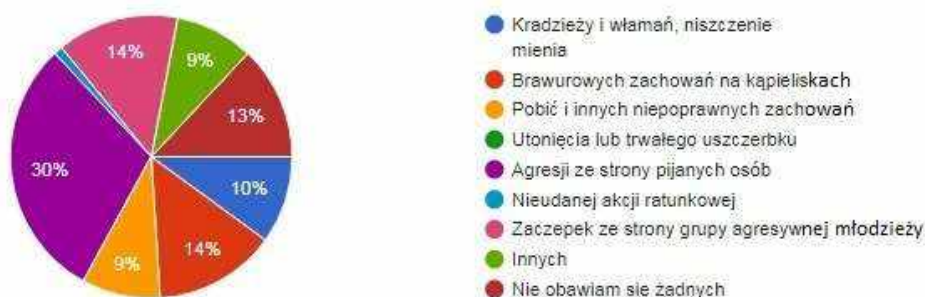 14%
9%
13%
30%
10%
14%
9%
Kradzieży i włamań, niszczenie
mienia
Brawurowych zachowań na kąpieliskach
Pobić i innych niepoprawnych zachowań
Utonięcia lub trwałego uszczerbku
Agresji ze strony pijanych osób
Nieudanej akcji ratunkowej
Zaczepek ze strony grupy agresywnej młodzieży
Innych
Nie obawiam się żadnych